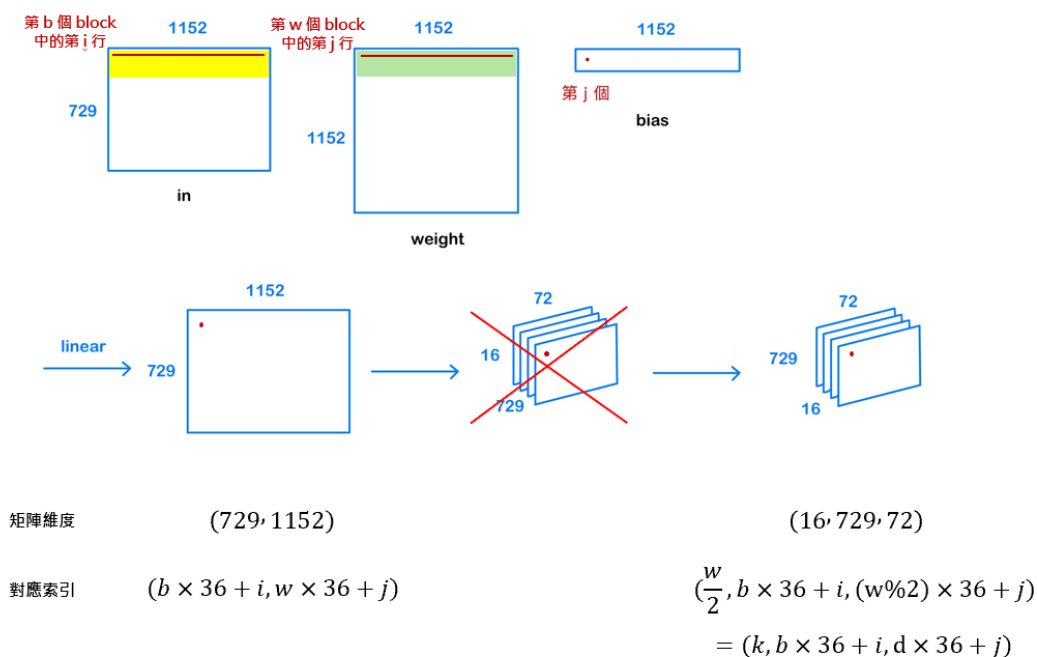 第 b 個 block
中的第 i 行
1152
729
in
第 w 個 block
中的第 j 行
1152
1152
weight
1152
第 j 個
bias
linear
1152
729
72
16
729
72
729
16
矩陣維度
(729, 1152)
(16, 729, 72)
對應索引
(b × 36 + i, w × 36 + j)
(w/2, b × 36 + i, (w%2) × 36 + j)
= (k, b × 36 + i, d × 36 + j)